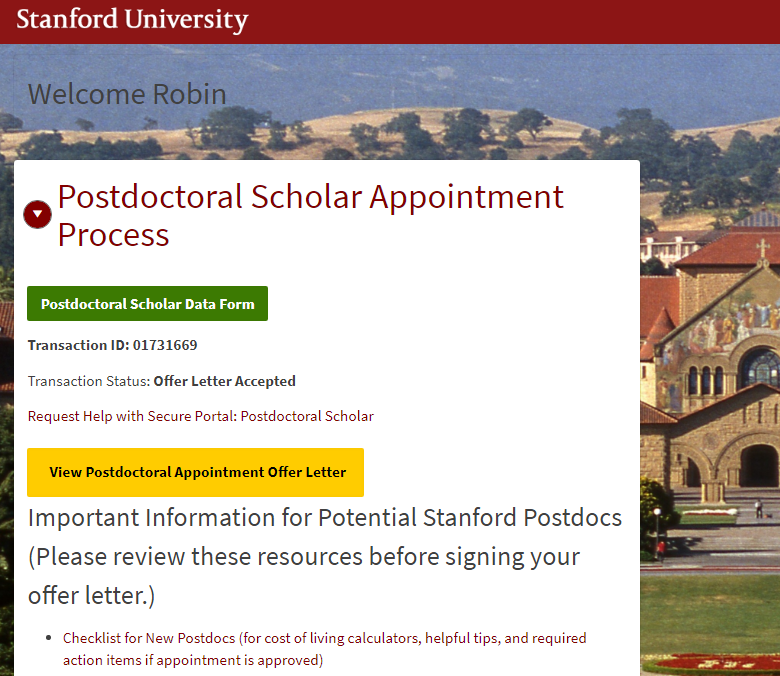 Stanford University
Welcome Robin
Postdoctoral Scholar Appointment
Process
Postdoctoral Scholar Data Form
Transaction ID: 01731669
Transaction Status: Offer Letter Accepted
Request Help with Secure Portal: Postdoctoral Scholar
View Postdoctoral Appointment Offer Letter
Important Information for Potential Stanford Postdocs
(Please review these resources before signing your
offer letter.)
• Checklist for New Postdocs (for cost of living calculators, helpful tips, and required
action items if appointment is approved)